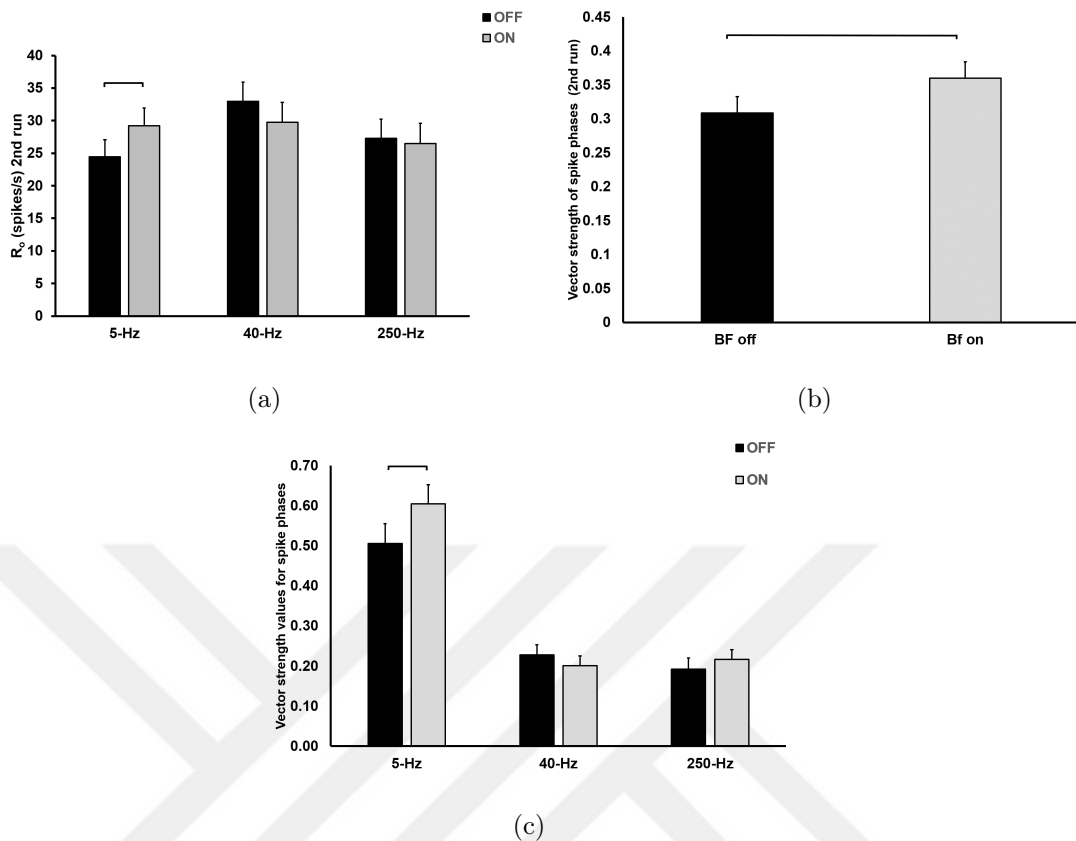 OFF
ON
R₀ (spikes/s) 2nd run
40
35
30
25
20
15
10
5
0
5-Hz 40-Hz 250-Hz
(a)
Vector strength of spike phases (2nd run)
0.45
0.4
0.35
0.3
0.25
0.2
0.15
0.1
0.05
0
BF off Bf on
(b)
OFF
ON
Vector strength values for spike phases
0.70
0.60
0.50
0.40
0.30
0.20
0.10
0.00
5-Hz 40-Hz 250-Hz
(c)